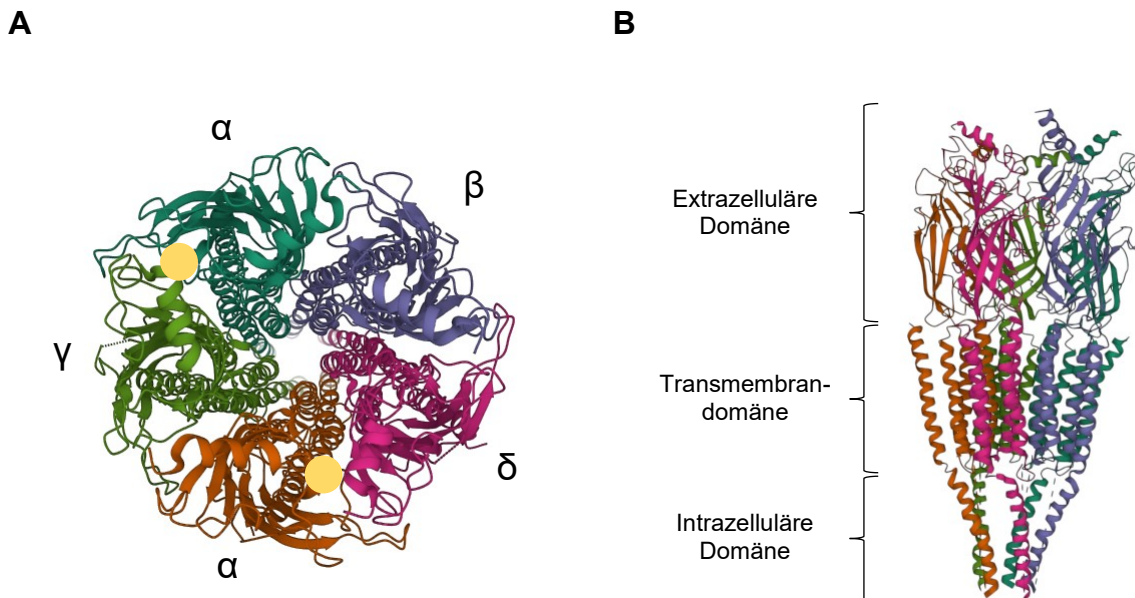 A
B
α
β
γ
δ
α
Extrazelluläre
Domäne
Transmembran-
domäne
Intrazelluläre
Domäne